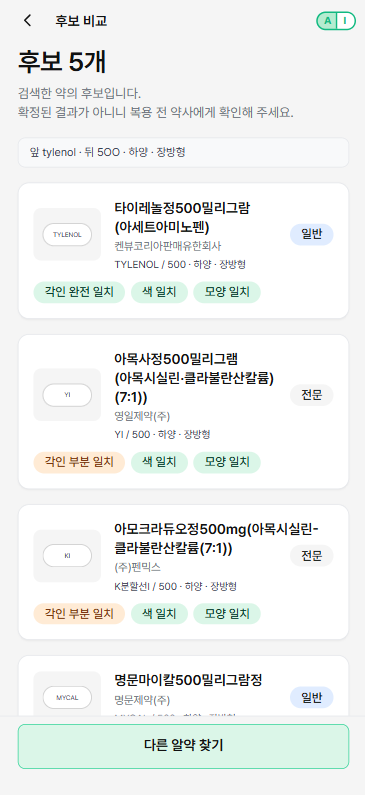 후보 비교
A I
후보 5개
검색한 약의 후보입니다.
확정된 결과가 아니니 복용 전 약사에게 확인해 주세요.
앞 tylenol · 뒤 5OO · 하양 · 장방형
TYLENOL
타이레놀정500밀리그람
(아세트아미노펜)
켄뷰코리아판매유한회사
TYLENOL / 500 · 하양 · 장방형
일반
각인 완전 일치 색 일치 모양 일치
YI
아목사정500밀리그램
(아목시실린·클라불란산칼륨)
(7:1))
영일제약(주)
YI / 500 · 하양 · 장방형
전문
각인 부분 일치 색 일치 모양 일치
KI
아모크라듀오정500mg(아목시실린-
클라불란산칼륨(7:1))
(주)펜믹스
K분할선I / 500 · 하양 · 장방형
전문
각인 부분 일치 색 일치 모양 일치
MYCAL
명문마이칼500밀리그람정
명문제약(주)
일반
다른 알약 찾기